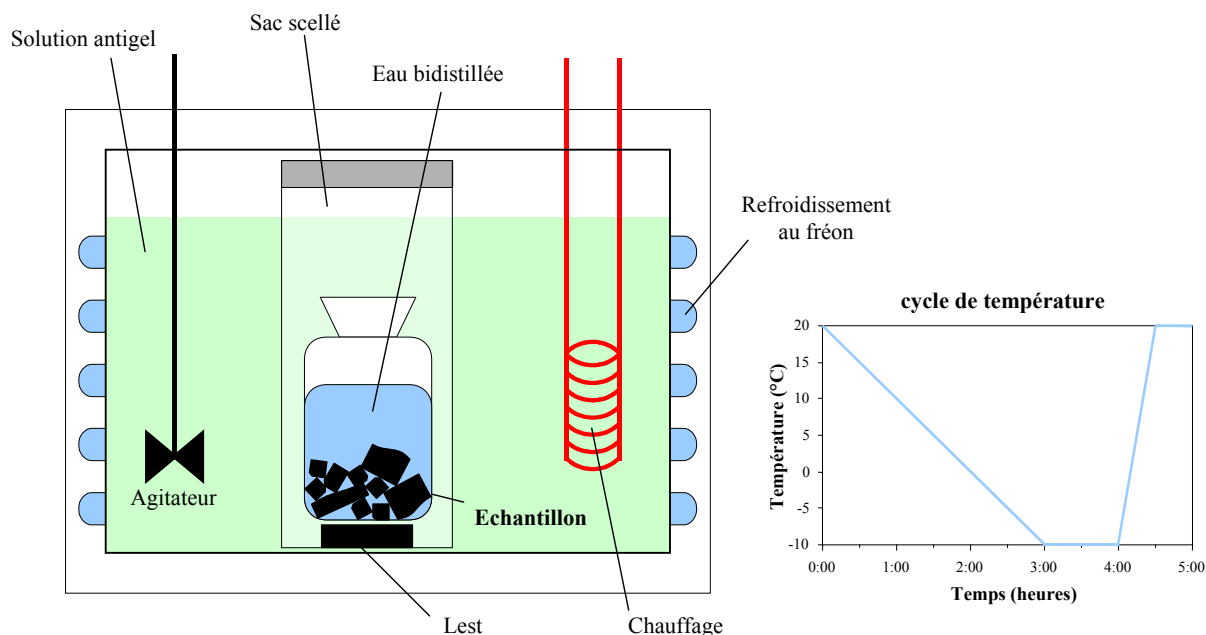 Sac scellé
Solution antigel
Eau bidistillée
Refroidissement
au fréon
Agitateur
Echantillon
Lest
Chauffage
cycle de température
Température (°C)
20
15
10
5
0
-5
-10
0:00 1:00 2:00 3:00 4:00 5:00
Temps (heures)